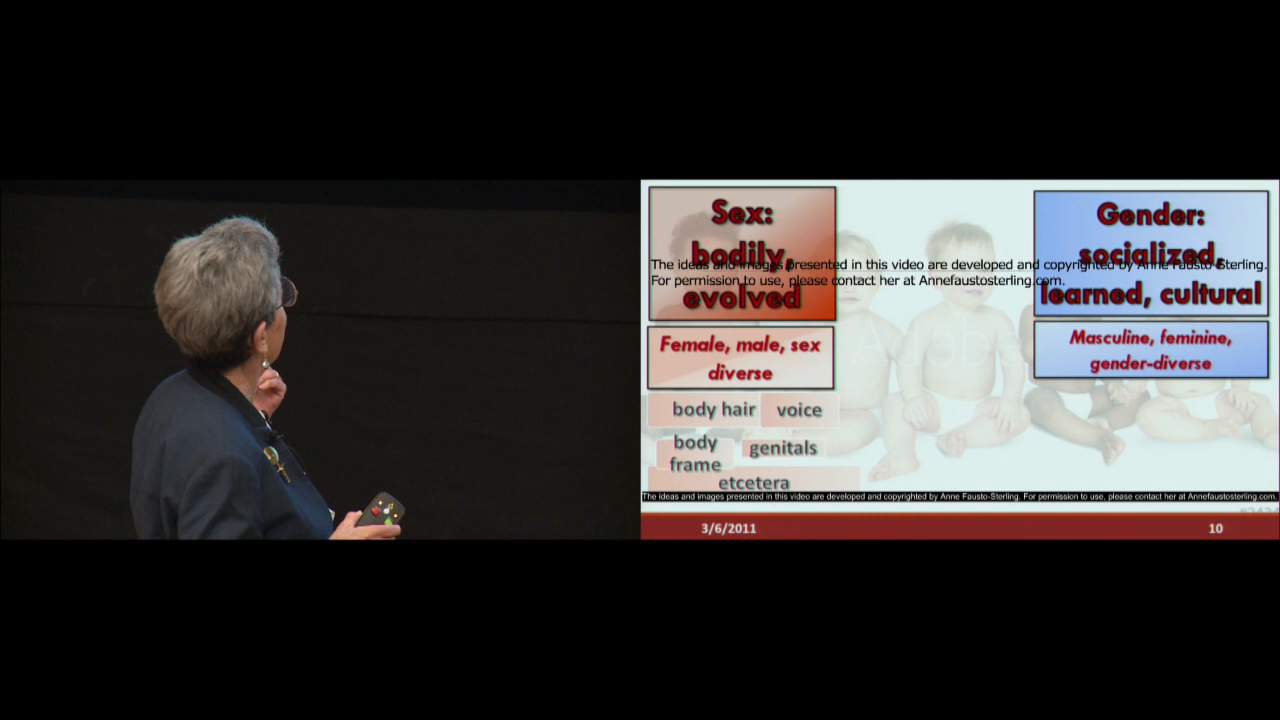 Sex:
bodily,
evolved
Gender:
socialized,
learned, cultural
The ideas and images presented in this video are developed and copyrighted by Anne Fausto-Sterling.
For permission to use, please contact her at Annefaustosterling.com.
Female, male, sex
diverse
Masculine, feminine,
gender-diverse
body hair
voice
body
frame
genitals
etcetera
The ideas and images presented in this video are developed and copyrighted by Anne Fausto-Sterling. For permission to use, please contact her at Annefaustosterling.com.
3/6/2011
10